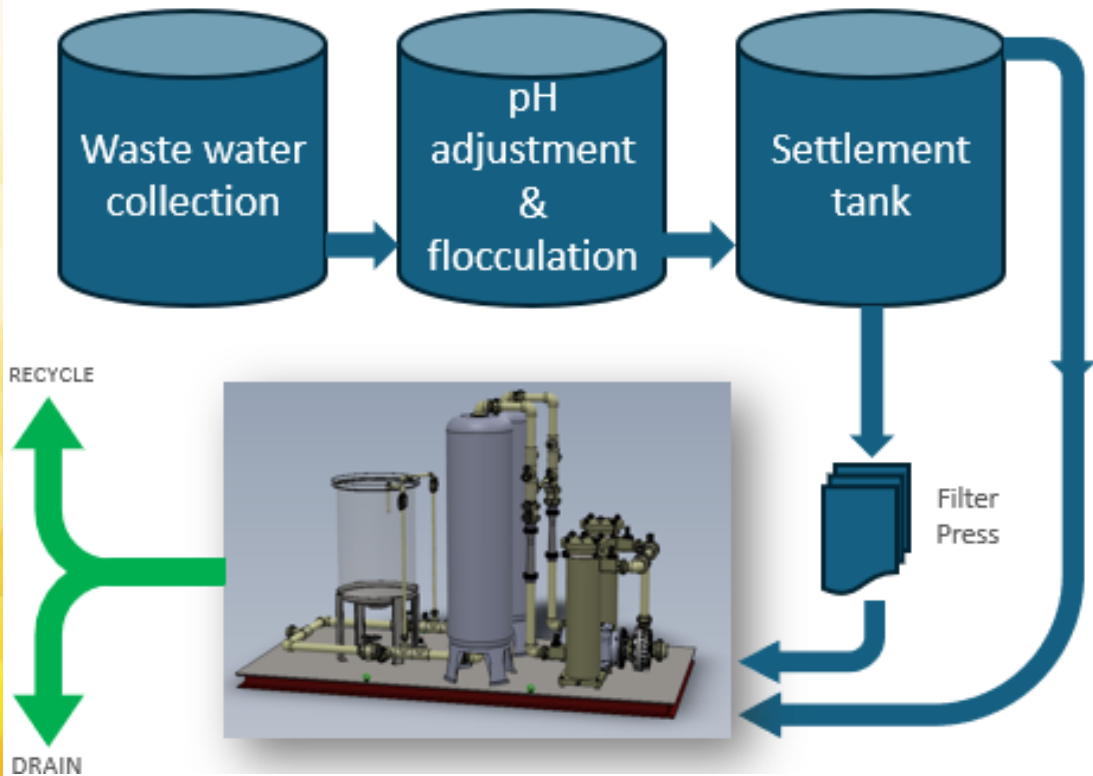 Waste water
collection
pH
adjustment
&
flocculation
Settlement
tank
RECYCLE
Filter
Press
DRAIN